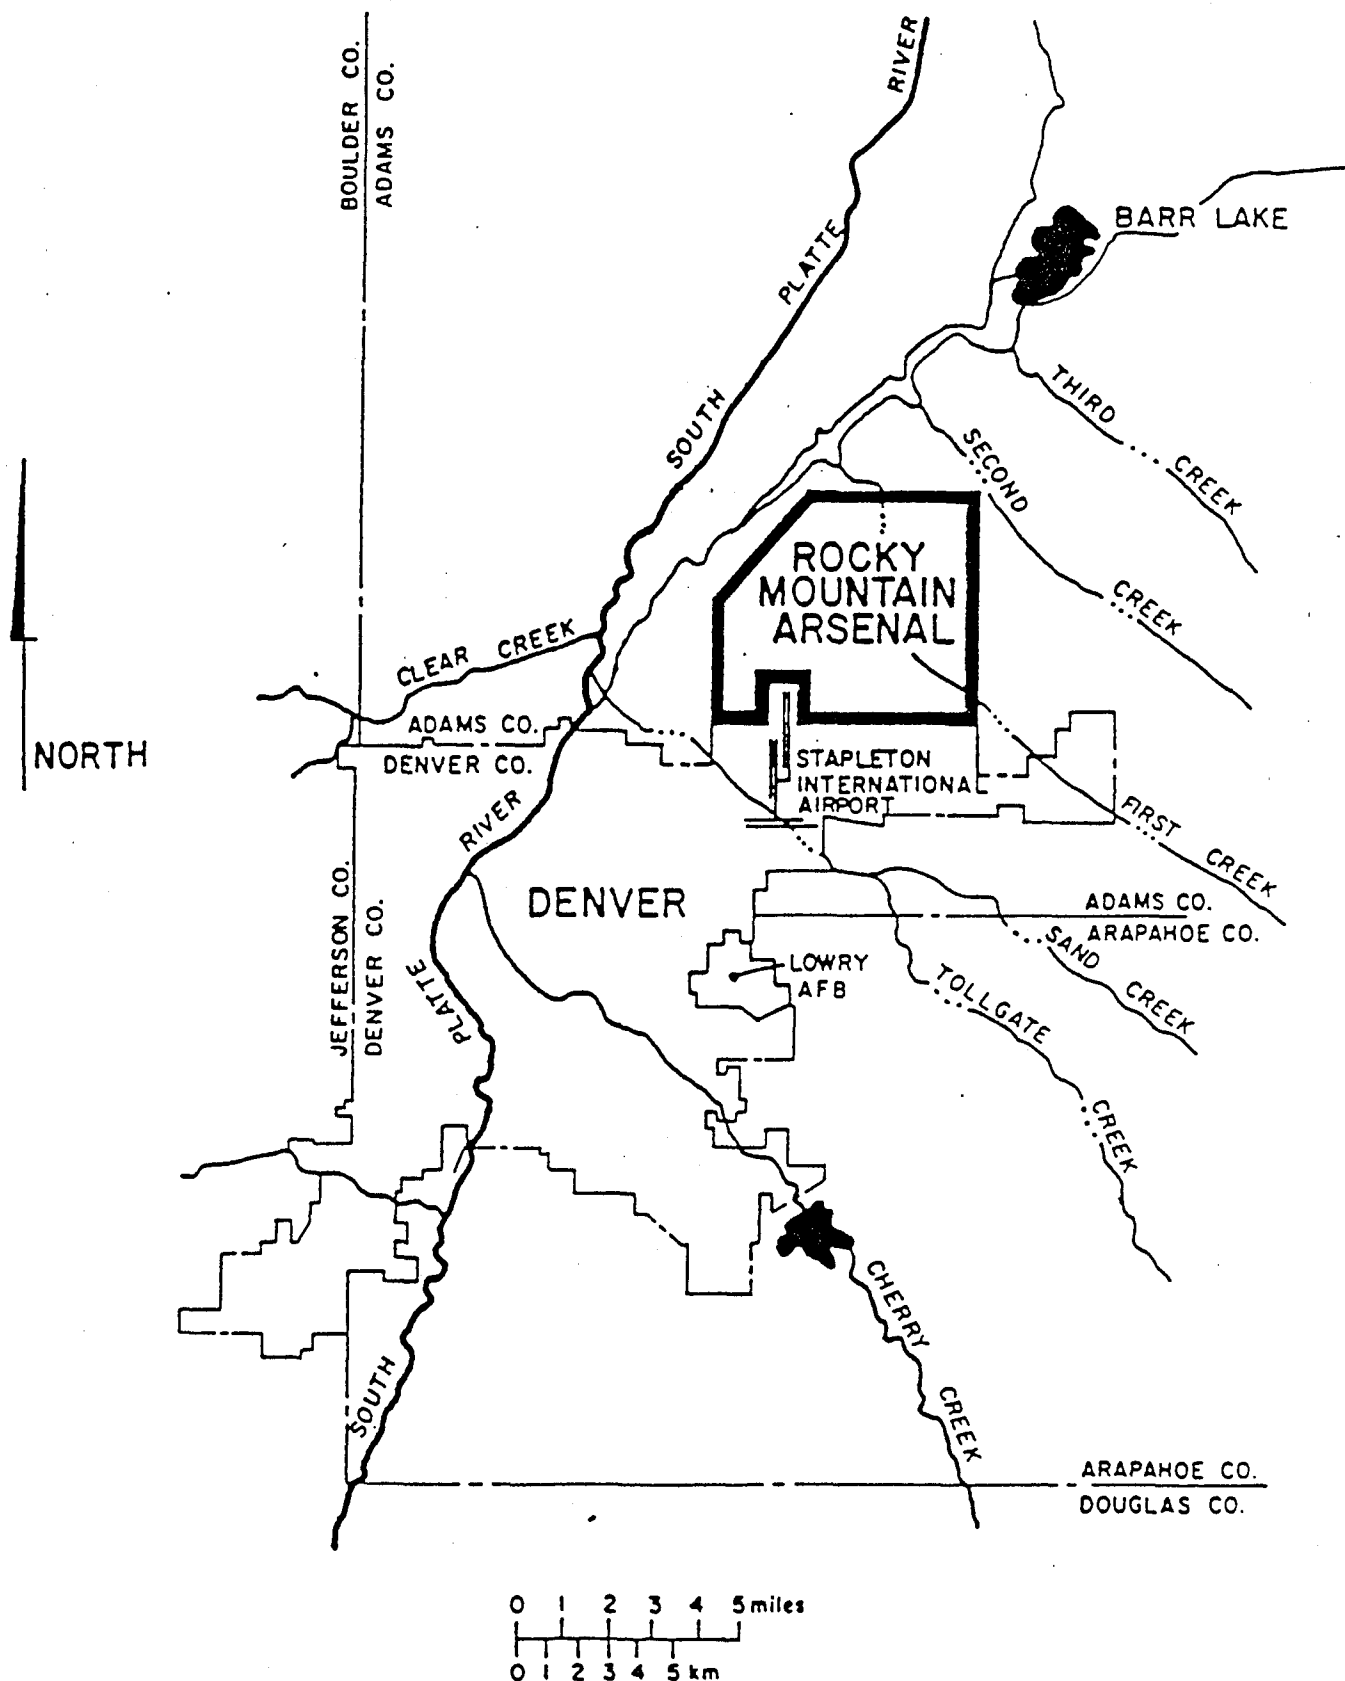 RIVER
BOULDER CO.
ADAMS CO.
BARR LAKE
PLATTE
THIRD
CREEK
SOUTH
SECOND
CREEK
ROCKY
MOUNTAIN
ARSENAL
CLEAR CREEK
NORTH
ADAMS CO.
DENVER CO.
STAPLETON
INTERNATIONAL
AIRPORT
FIRST
CREEK
RIVER
DENVER
JEFFERSON CO.
DENVER CO.
ADAMS CO.
ARAPAHOE CO.
SAND
CREEK
LOWRY
AFB
TOLLGATE
CREEK
PLATTE
CHERRY
CREEK
SOUTH
ARAPAHOE CO.
DOUGLAS CO.
0 1 2 3 4 5 miles
0 1 2 3 4 5 km